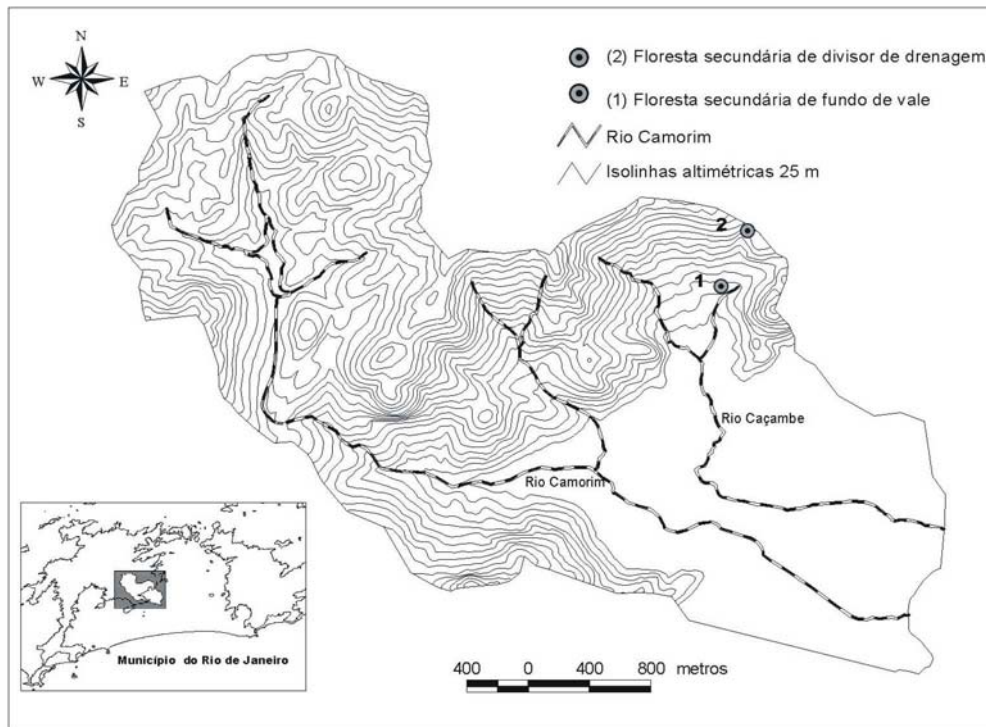 N
W E
S
(2) Floresta secundária de divisor de drenagem
(1) Floresta secundária de fundo de vale
Rio Camorim
Isolinhas altimétricas 25 m
2
1
Rio Caçambe
Rio Camorim
Município do Rio de Janeiro
400 0 400 800 metros